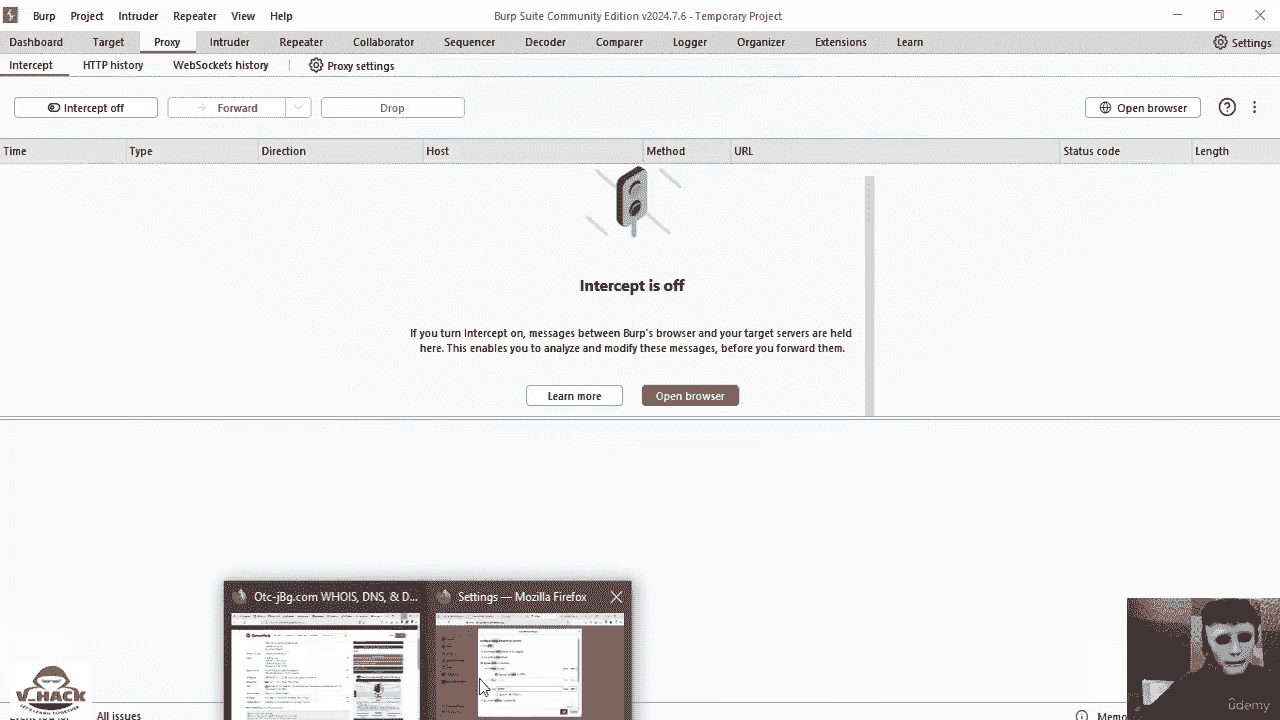 Burp Project Intruder Repeater View Help Burp Suite Community Edition v2024.7.6 - Temporary Project
Dashboard Target Proxy Intruder Repeater Collaborator Sequencer Decoder Comparer Logger Organizer Extensions Learn Settings
Intercept HTTP history WebSockets history Proxy settings
Intercept off Forward Drop Open browser
Time Type Direction Host Method URL Status code Length
Intercept is off
If you turn Intercept on, messages between Burp's browser and your target servers are held
here. This enables you to analyze and modify these messages, before you forward them.
Learn more Open browser
Otc-jBg.com WHOIS, DNS, & D... Settings — Mozilla Firefox
All issues